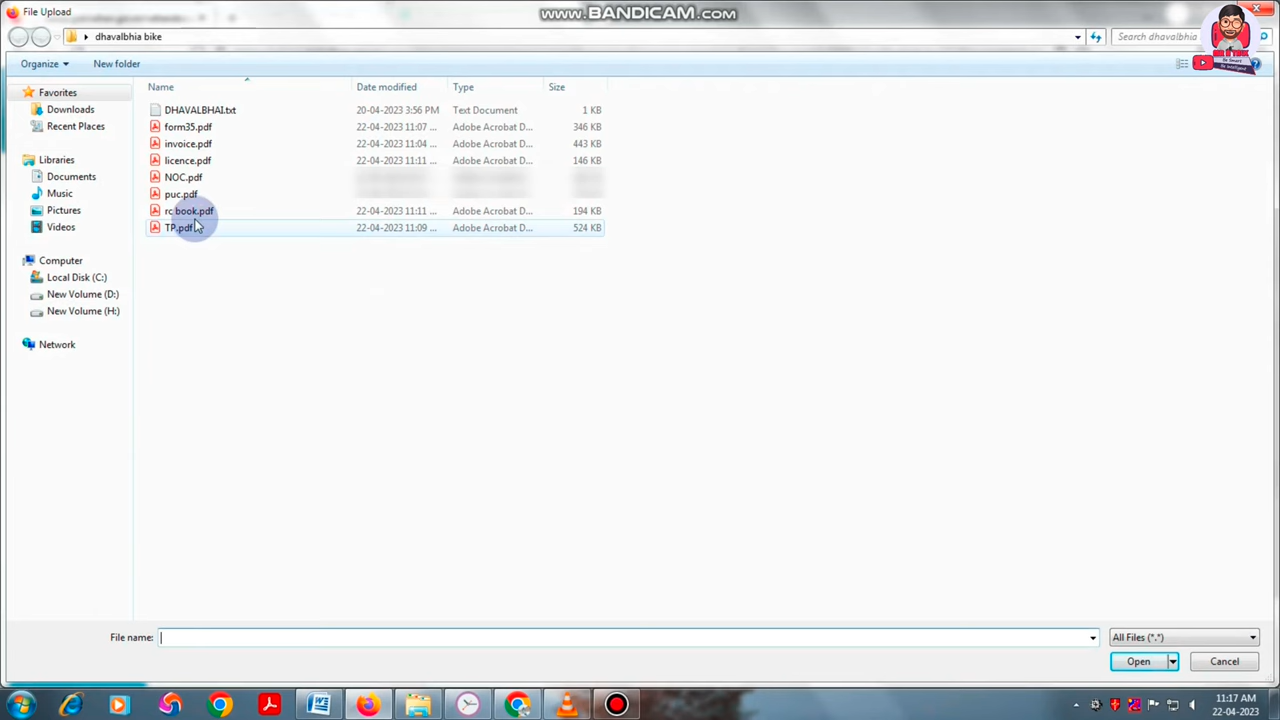 File Upload
www.BANDICAM.com
dhavalbhia bike
Search dhavalbhia
Organize
New folder
Name
Date modified
Type
Size
Favorites
Downloads
Recent Places
Libraries
Documents
Music
Pictures
Videos
Computer
Local Disk (C:)
New Volume (D:)
New Volume (H:)
Network
DHAVALBHAI.txt 20-04-2023 3:56 PM Text Document 1 KB
form35.pdf 22-04-2023 11:07 ... Adobe Acrobat D... 346 KB
invoice.pdf 22-04-2023 11:04 ... Adobe Acrobat D... 443 KB
licence.pdf 22-04-2023 11:11 ... Adobe Acrobat D... 146 KB
NOC.pdf
puc.pdf
rc book.pdf 22-04-2023 11:11 ... Adobe Acrobat D... 194 KB
TP.pdf 22-04-2023 11:09 ... Adobe Acrobat D... 524 KB
File name:
All Files (*.*)
Open
Cancel
11:17 AM
22-04-2023